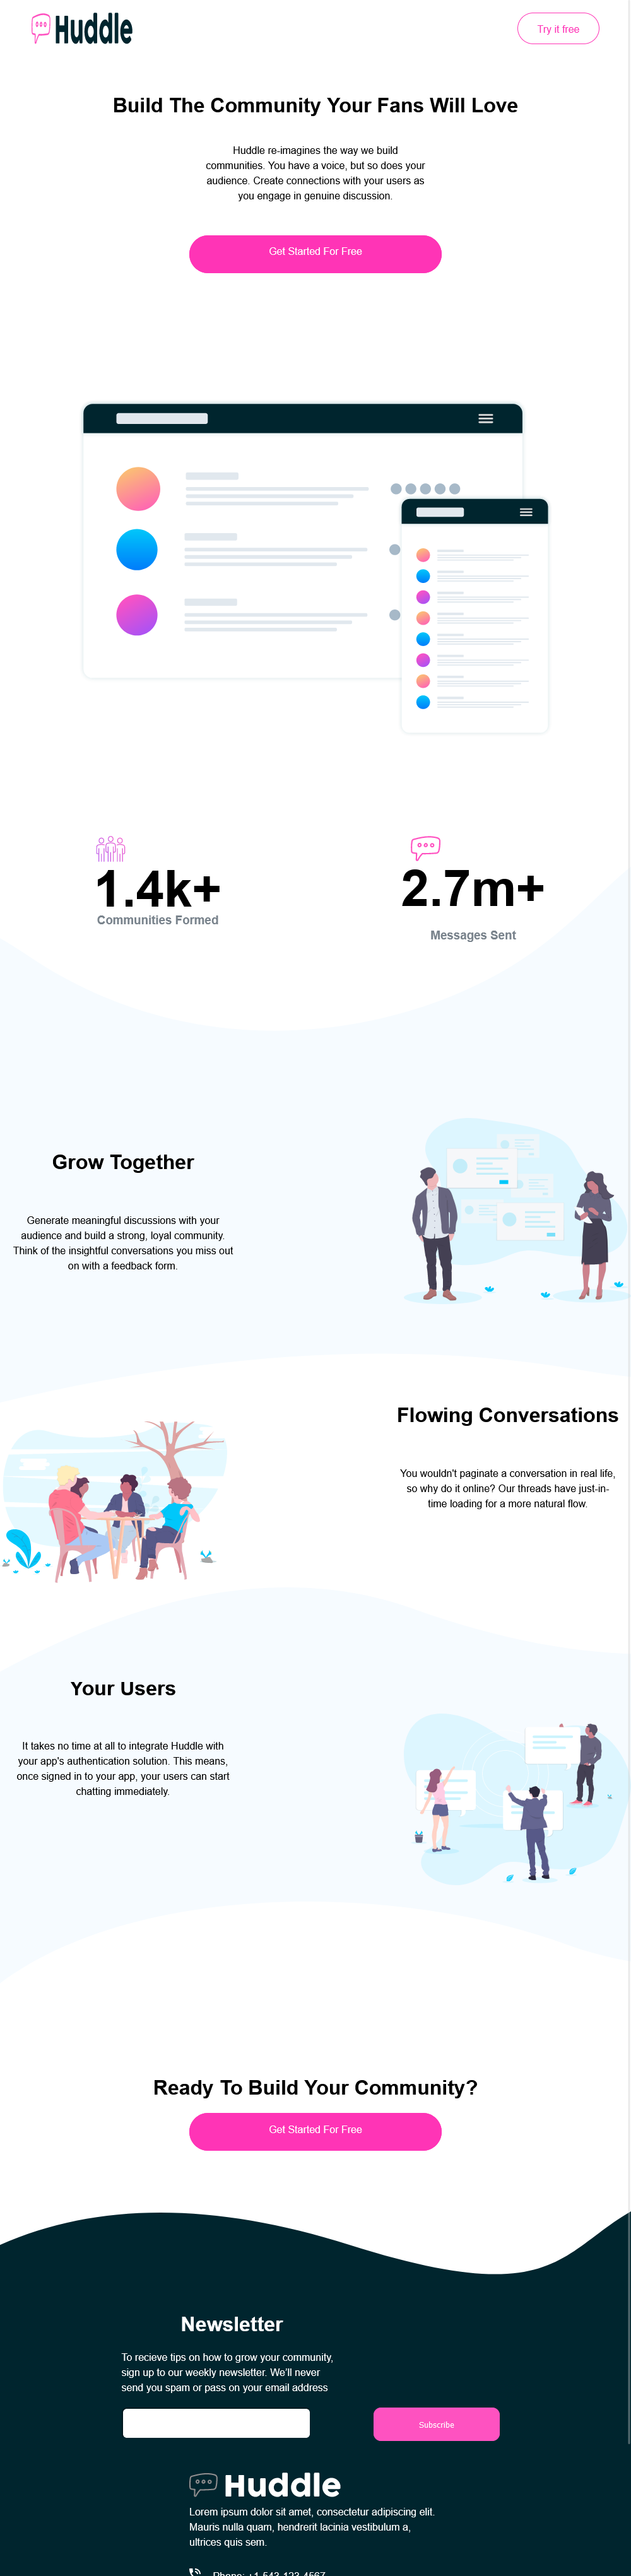 Huddle
Try it free
Build The Community Your Fans Will Love
Huddle re-imagines the way we build
communities. You have a voice, but so does your
audience. Create connections with your users as
you engage in genuine discussion.
Get Started For Free
1.4k+
Communities Formed
2.7m+
Messages Sent
Grow Together
Generate meaningful discussions with your
audience and build a strong, loyal community.
Think of the insightful conversations you miss out
on with a feedback form.
Flowing Conversations
You wouldn't paginate a conversation in real life,
so why do it online? Our threads have just-in-
time loading for a more natural flow.
Your Users
It takes no time at all to integrate Huddle with
your app's authentication solution. This means,
once signed in to your app, your users can start
chatting immediately.
Ready To Build Your Community?
Get Started For Free
Newsletter
To recieve tips on how to grow your community,
sign up to our weekly newsletter. We'll never
send you spam or pass on your email address
Subscribe
Huddle
Lorem ipsum dolor sit amet, consectetur adipiscing elit.
Mauris nulla quam, hendrerit lacinia vestibulum a,
ultrices quis sem.
Phone: +1-543-123-4567